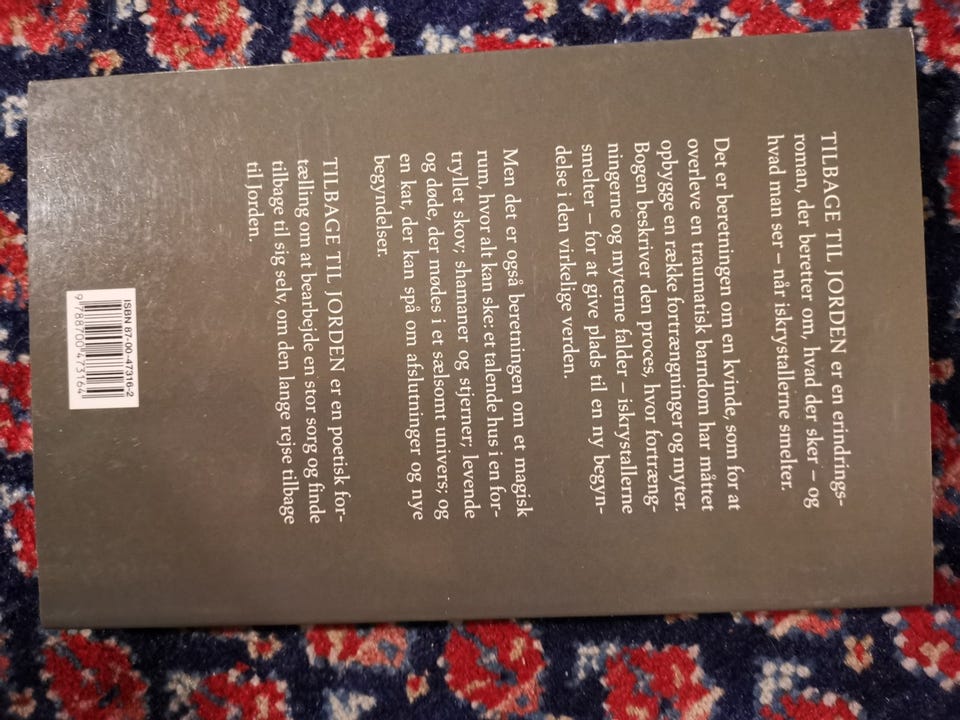 TILBAGE TIL JORDEN er en erindrings-
roman, der beretter om, hvad der sker – og
hvad man ser – når iskrystallerne smelter.
Det er beretningen om en kvinde, som for at
overleve en traumatisk barndom har måttet
opbygge en række fortrængninger og myter.
Bogen beskriver den proces, hvor fortræng-
ningerne og myterne falder – iskrystallerne
smelter – for at give plads til en ny begyn-
delse i den virkelige verden.
Men det er også beretningen om et magisk
rum, hvor alt kan ske: et talende hus i en for-
tryllet skov; shamaner og stjerner; levende
og døde, der mødes i et sælsomt univers; og
en kat, der kan spå om afslutninger og nye
begyndelser.
TILBAGE TIL JORDEN er en poetisk for-
tælling om at bearbejde en stor sorg og finde
tilbage til sig selv, om den lange rejse tilbage
til Jorden.
ISBN 87-00-47316-2
9 788700 473164